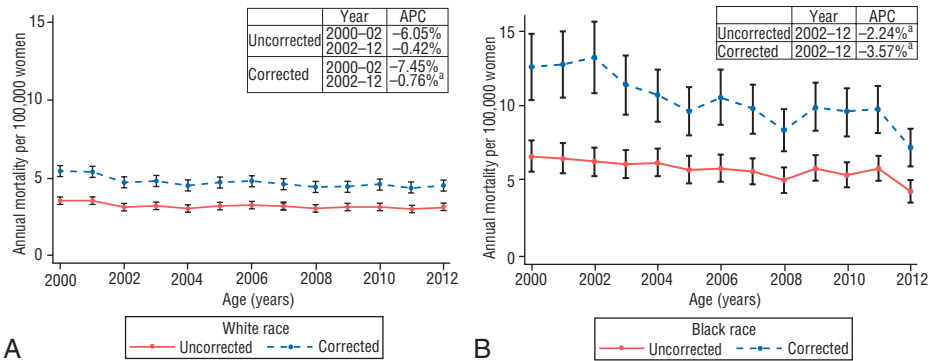 Year APC
Uncorrected 2000–02 –6.05%
2002–12 –0.42%
Corrected 2000–02 –7.45%
2002–12 –0.76%a
Annual mortality per 100,000 women
15
10
5
0
2000 2002 2004 2006 2008 2010 2012
Age (years)
White race
Uncorrected Corrected
A
Year APC
Uncorrected 2002–12 –2.24%a
Corrected 2002–12 –3.57%a
Annual mortality per 100,000 women
15
10
5
0
2000 2002 2004 2006 2008 2010 2012
Age (years)
Black race
Uncorrected Corrected
B